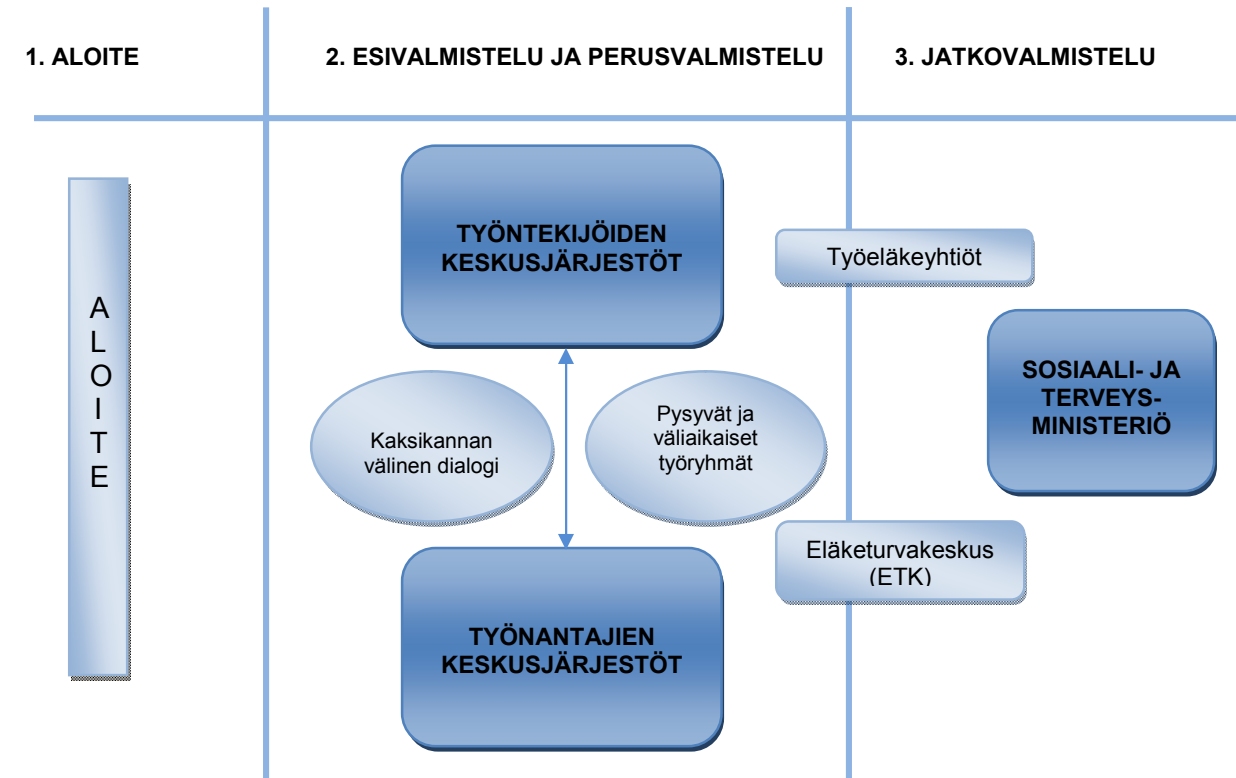 1. ALOITE
2. ESIVALMISTELU JA PERUSVALMISTELU
3. JATKOVALMISTELU
A
L
O
I
T
E
TYÖNTEKIJÖIDEN
KESKUSJÄRJESTÖT
Kaksikannan
välinen dialogi
Pysyvät ja
väliaikaiset
työryhmät
TYÖNANTAJIEN
KESKUSJÄRJESTÖT
Työeläkeyhtiöt
SOSIAALI- JA
TERVEYS-
MINISTERIÖ
Eläketurvakeskus
(ETK)